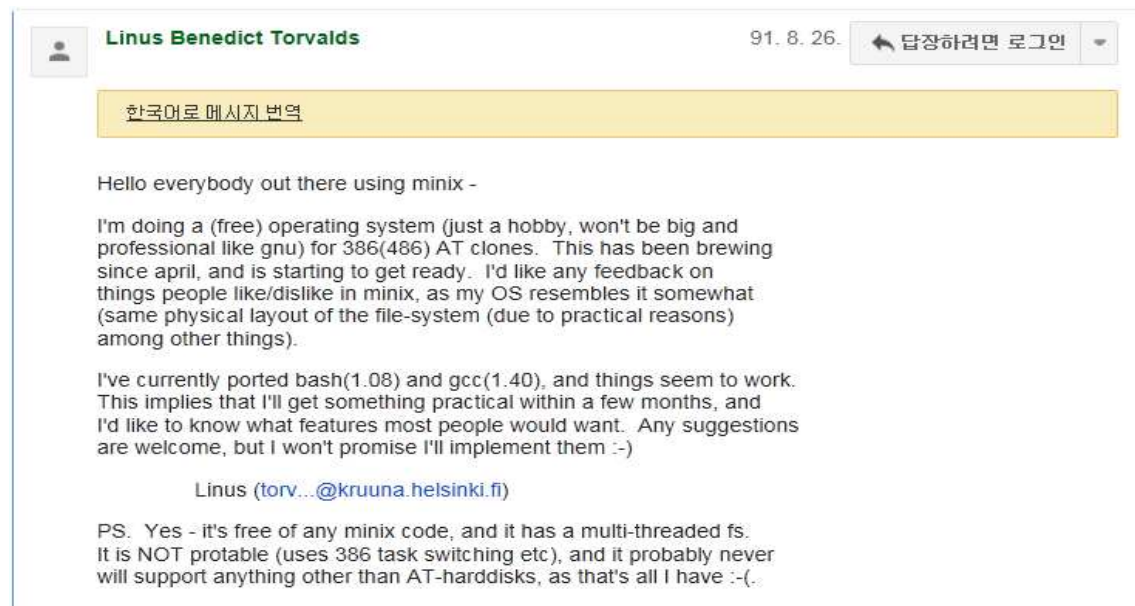 Linus Benedict Torvalds 91. 8. 26. 답장하려면 로그인
한국어로 메시지 번역
Hello everybody out there using minix -
I'm doing a (free) operating system (just a hobby, won't be big and
professional like gnu) for 386(486) AT clones.  This has been brewing
since april, and is starting to get ready.  I'd like any feedback on
things people like/dislike in minix, as my OS resembles it somewhat
(same physical layout of the file-system (due to practical reasons)
among other things).
I've currently ported bash(1.08) and gcc(1.40), and things seem to work.
This implies that I'll get something practical within a few months, and
I'd like to know what features most people would want.  Any suggestions
are welcome, but I won't promise I'll implement them :-)
Linus (torv...@kruuna.helsinki.fi)
PS.  Yes - it's free of any minix code, and it has a multi-threaded fs.
It is NOT protable (uses 386 task switching etc), and it probably never
will support anything other than AT-harddisks, as that's all I have :-(.